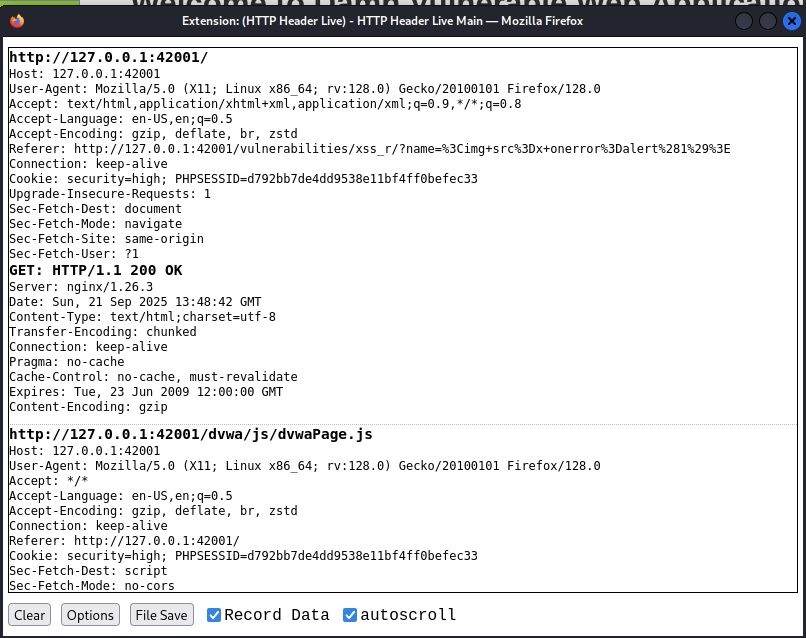 Welcome to Damn Vulnerable Web Applicatio
Extension: (HTTP Header Live) - HTTP Header Live Main — Mozilla Firefox
http://127.0.0.1:42001/
Host: 127.0.0.1:42001
User-Agent: Mozilla/5.0 (X11; Linux x86_64; rv:128.0) Gecko/20100101 Firefox/128.0
Accept: text/html,application/xhtml+xml,application/xml;q=0.9,*/*;q=0.8
Accept-Language: en-US,en;q=0.5
Accept-Encoding: gzip, deflate, br, zstd
Referer: http://127.0.0.1:42001/vulnerabilities/xss_r/?name=%3Cimg+src%3Dx+onerror%3Dalert%281%29%3E
Connection: keep-alive
Cookie: security=high; PHPSESSID=d792bb7de4dd9538e11bf4ff0befec33
Upgrade-Insecure-Requests: 1
Sec-Fetch-Dest: document
Sec-Fetch-Mode: navigate
Sec-Fetch-Site: same-origin
Sec-Fetch-User: ?1
GET: HTTP/1.1 200 OK
Server: nginx/1.26.3
Date: Sun, 21 Sep 2025 13:48:42 GMT
Content-Type: text/html;charset=utf-8
Transfer-Encoding: chunked
Connection: keep-alive
Pragma: no-cache
Cache-Control: no-cache, must-revalidate
Expires: Tue, 23 Jun 2009 12:00:00 GMT
Content-Encoding: gzip
http://127.0.0.1:42001/dvwa/js/dvwaPage.js
Host: 127.0.0.1:42001
User-Agent: Mozilla/5.0 (X11; Linux x86_64; rv:128.0) Gecko/20100101 Firefox/128.0
Accept: */*
Accept-Language: en-US,en;q=0.5
Accept-Encoding: gzip, deflate, br, zstd
Connection: keep-alive
Referer: http://127.0.0.1:42001/
Cookie: security=high; PHPSESSID=d792bb7de4dd9538e11bf4ff0befec33
Sec-Fetch-Dest: script
Sec-Fetch-Mode: no-cors
Clear Options File Save Record Data autoscroll